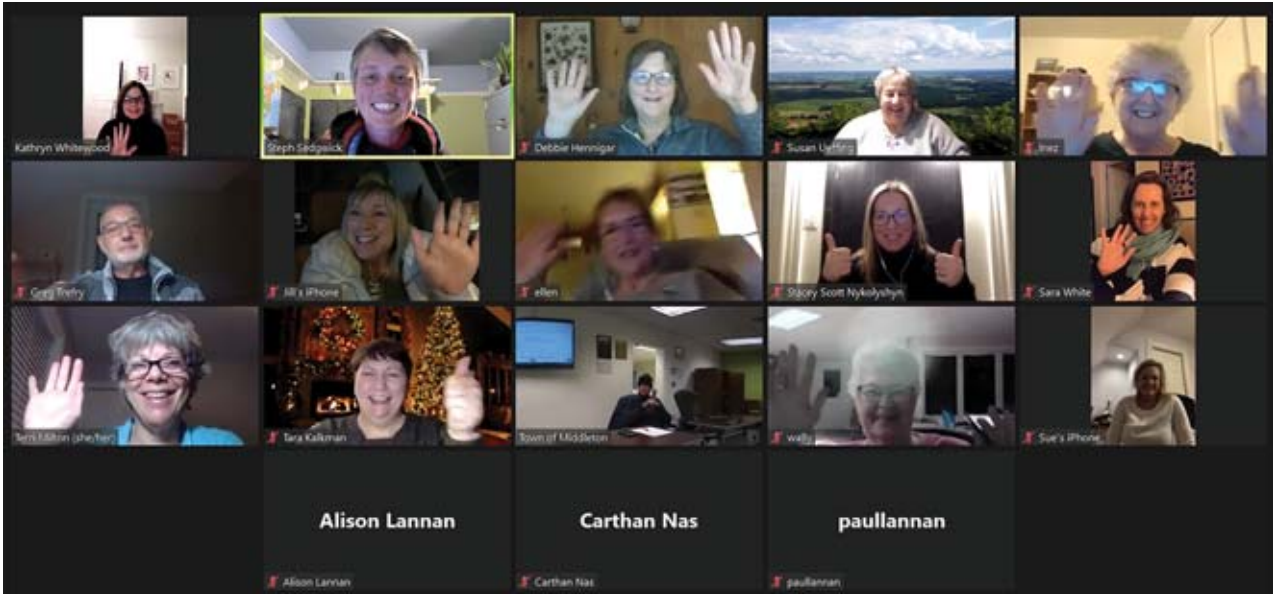 Kathryn Whitewood
Steph Sedgwick
Debbie Hennigar
Susan Uefling
Inez
Greg Trefry
Jill's iPhone
ellen
Stacey Scott Nykolyshyn
Sara White
Terri Milton (she/her)
Tara Kalkman
Town of Middleton
wally
Sue's iPhone
Alison Lannan
Carthan Nas
paullannan
Alison Lannan
Carthan Nas
paullannan